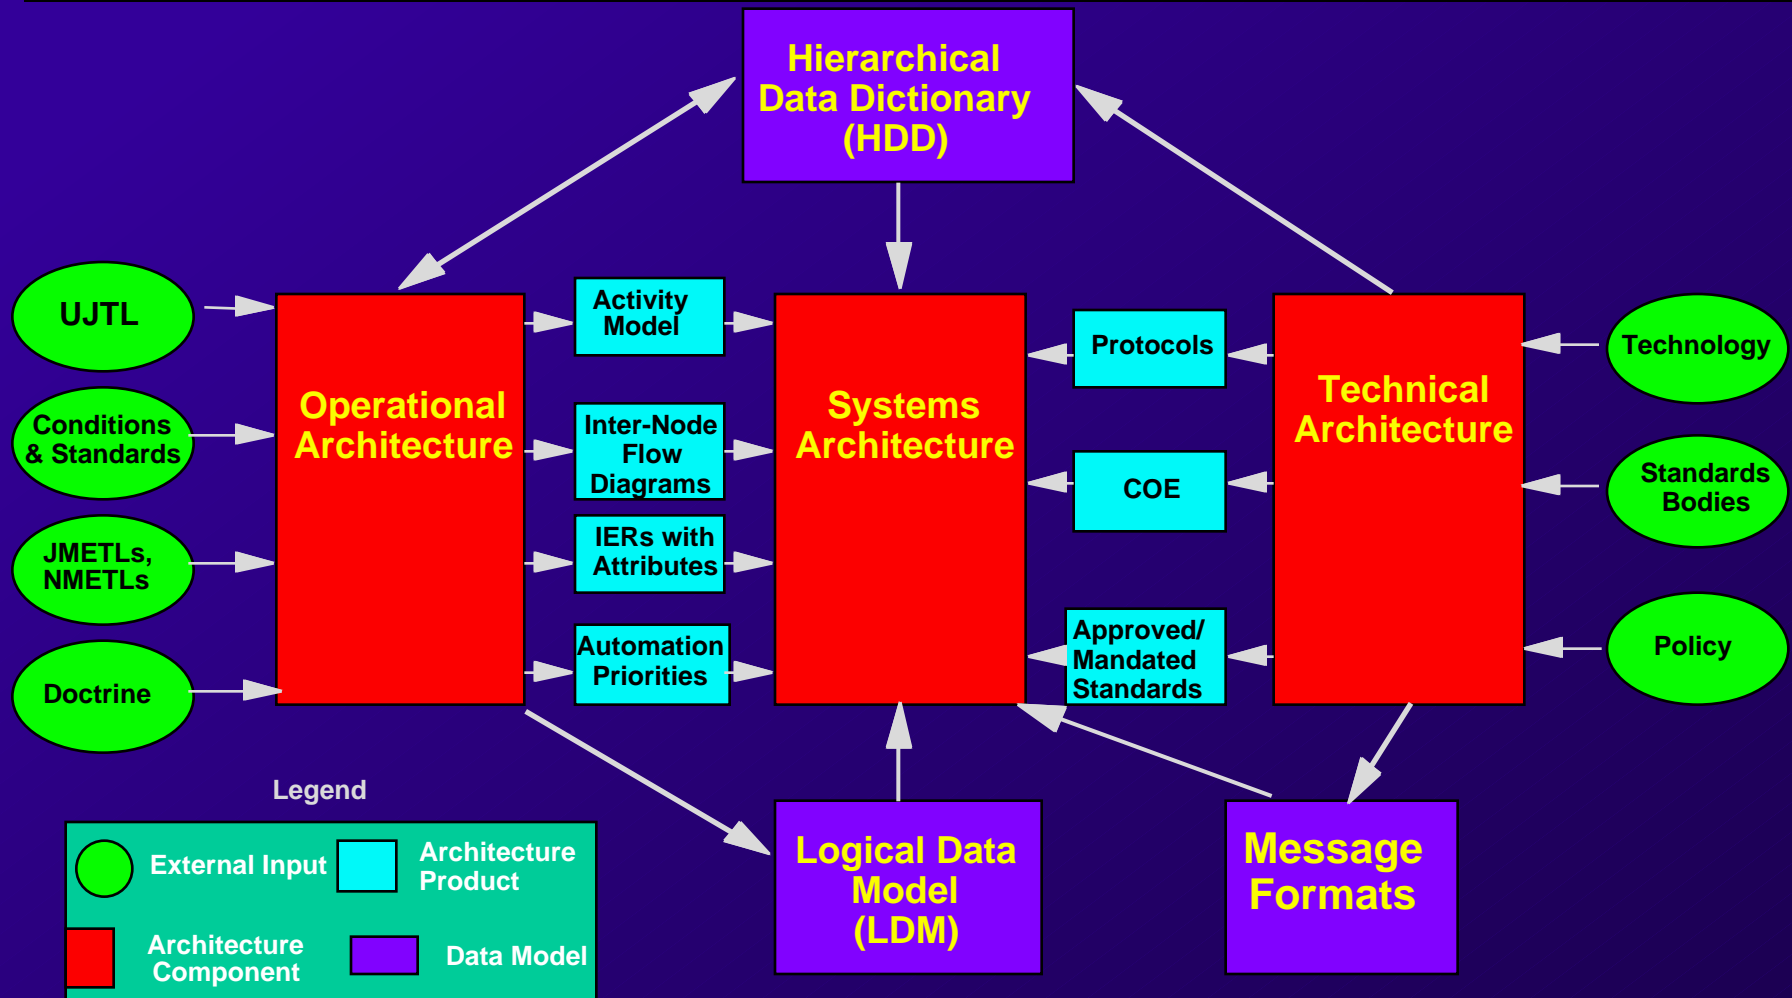 Hierarchical
Data Dictionary
(HDD)
UJTL
Conditions
& Standards
JMETLs,
NMETLs
Doctrine
Operational
Architecture
Activity
Model
Inter-Node
Flow
Diagrams
IERs with
Attributes
Automation
Priorities
Systems
Architecture
Protocols
COE
Approved/
Mandated
Standards
Technical
Architecture
Technology
Standards
Bodies
Policy
Legend
External Input
Architecture
Product
Architecture
Component
Data Model
Logical Data
Model
(LDM)
Message
Formats